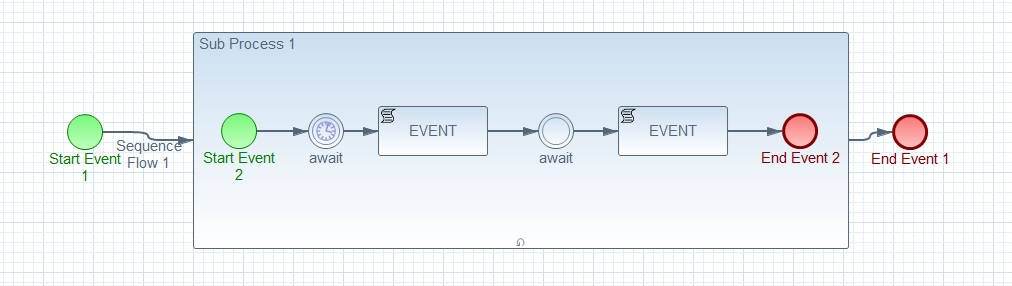 Sub Process 1
Start Event
1
Sequence
Flow 1
Start Event
2
await
EVENT
await
EVENT
End Event 2
End Event 1